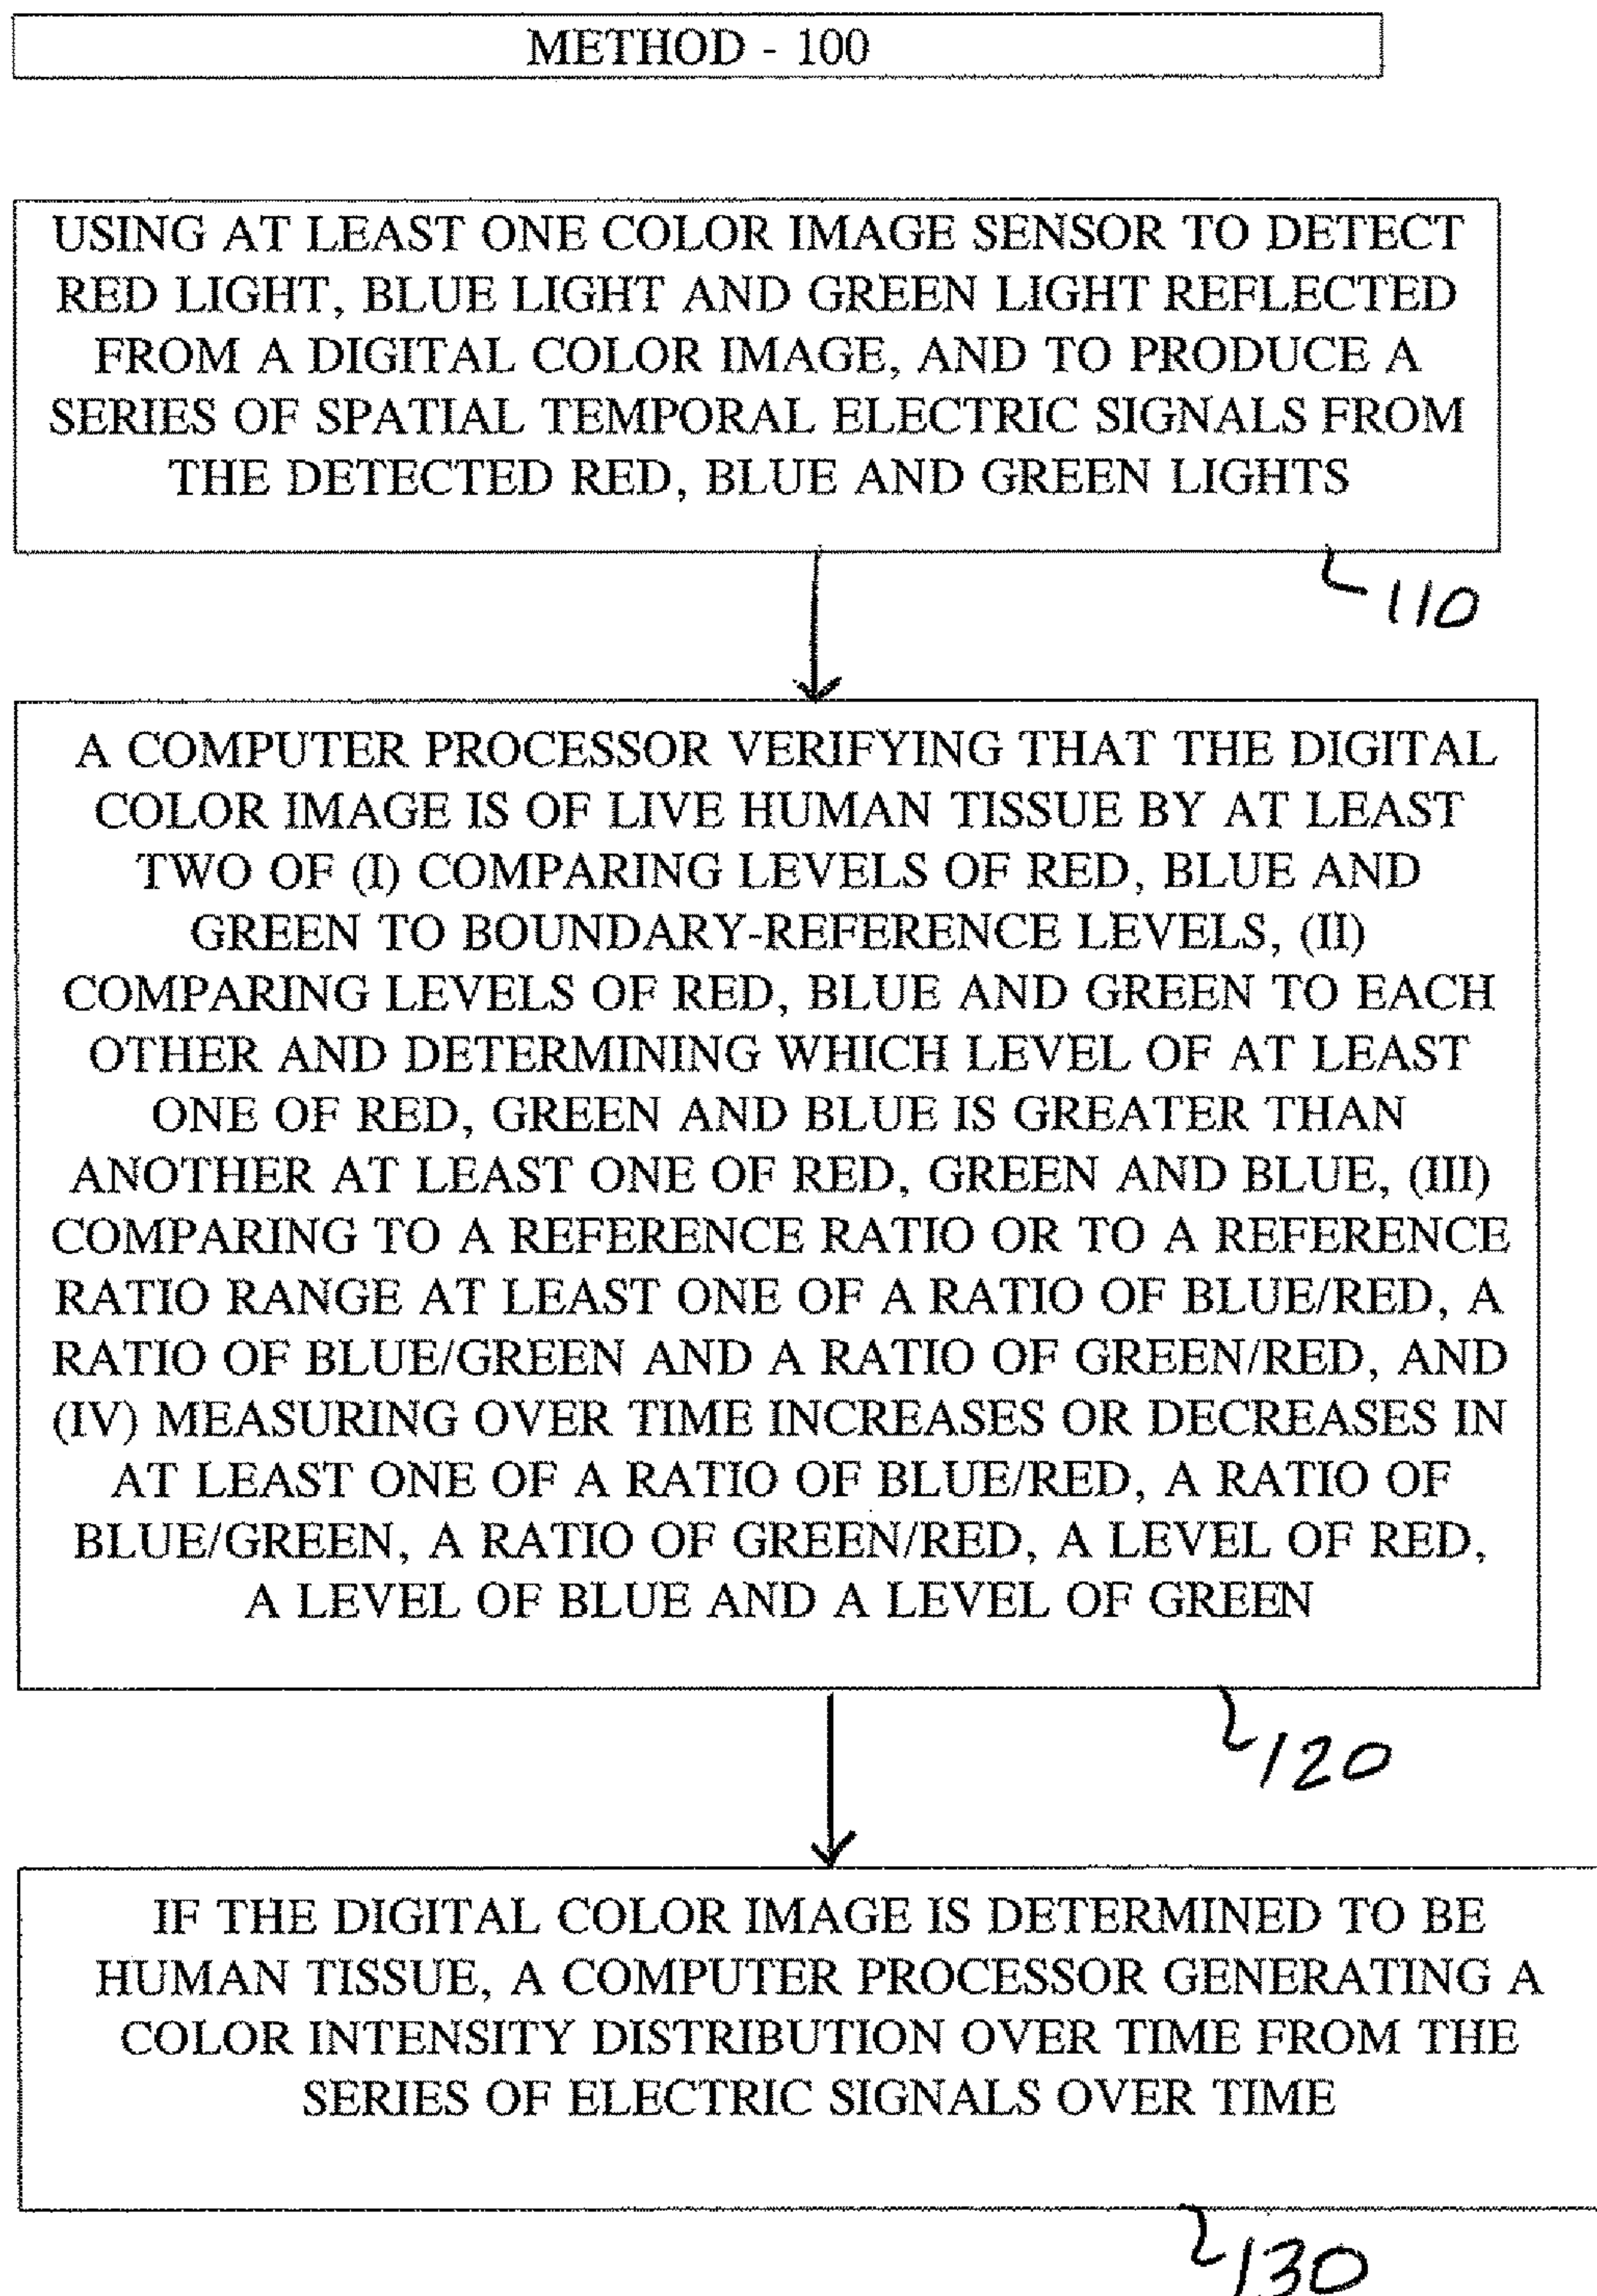 METHOD - 100
USING AT LEAST ONE COLOR IMAGE SENSOR TO DETECT
RED LIGHT, BLUE LIGHT AND GREEN LIGHT REFLECTED
FROM A DIGITAL COLOR IMAGE, AND TO PRODUCE A
SERIES OF SPATIAL TEMPORAL ELECTRIC SIGNALS FROM
THE DETECTED RED, BLUE AND GREEN LIGHTS
110
A COMPUTER PROCESSOR VERIFYING THAT THE DIGITAL
COLOR IMAGE IS OF LIVE HUMAN TISSUE BY AT LEAST
TWO OF (I) COMPARING LEVELS OF RED, BLUE AND
GREEN TO BOUNDARY-REFERENCE LEVELS, (II)
COMPARING LEVELS OF RED, BLUE AND GREEN TO EACH
OTHER AND DETERMINING WHICH LEVEL OF AT LEAST
ONE OF RED, GREEN AND BLUE IS GREATER THAN
ANOTHER AT LEAST ONE OF RED, GREEN AND BLUE, (III)
COMPARING TO A REFERENCE RATIO OR TO A REFERENCE
RATIO RANGE AT LEAST ONE OF A RATIO OF BLUE/RED, A
RATIO OF BLUE/GREEN AND A RATIO OF GREEN/RED, AND
(IV) MEASURING OVER TIME INCREASES OR DECREASES IN
AT LEAST ONE OF A RATIO OF BLUE/RED, A RATIO OF
BLUE/GREEN, A RATIO OF GREEN/RED, A LEVEL OF RED,
A LEVEL OF BLUE AND A LEVEL OF GREEN
120
IF THE DIGITAL COLOR IMAGE IS DETERMINED TO BE
HUMAN TISSUE, A COMPUTER PROCESSOR GENERATING A
COLOR INTENSITY DISTRIBUTION OVER TIME FROM THE
SERIES OF ELECTRIC SIGNALS OVER TIME
130